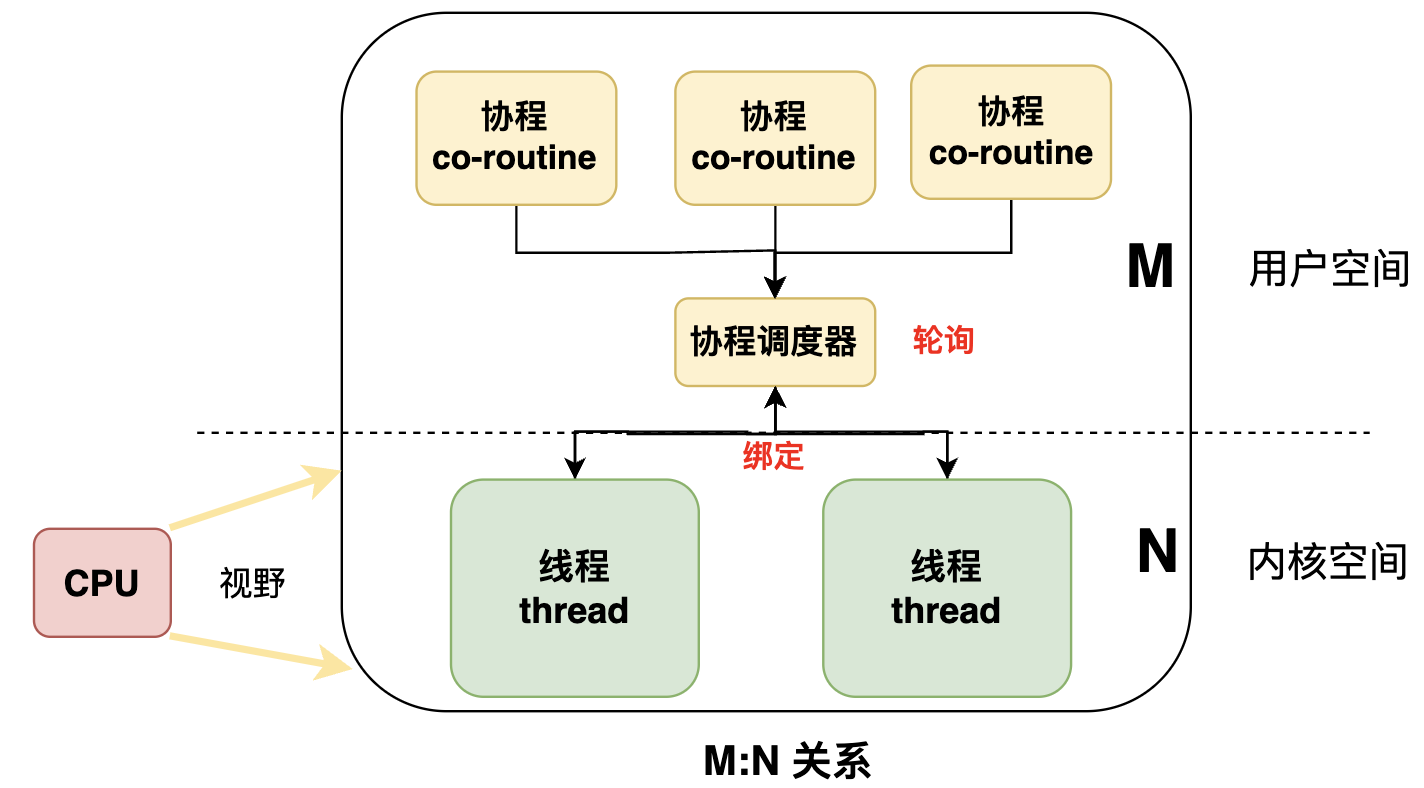 协程
co-routine
协程
co-routine
协程
co-routine
M
用户空间
协程调度器
轮询
绑定
CPU
视野
线程
thread
线程
thread
N
内核空间
M:N 关系